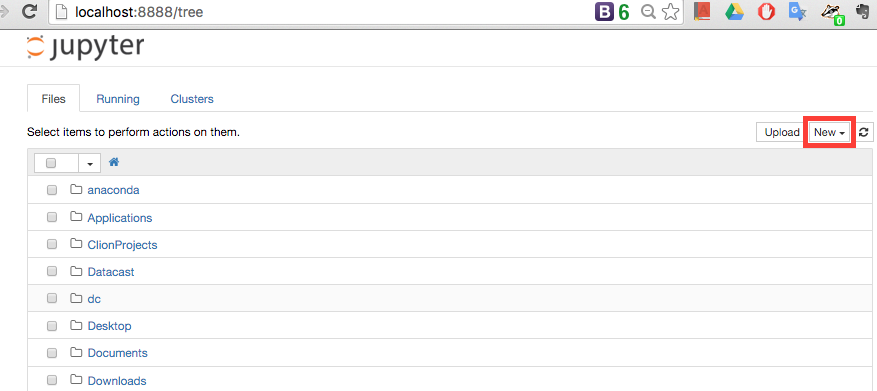 localhost:8888/tree
B 6
0
jupyter
Files Running Clusters
Select items to perform actions on them.
Upload New
anaconda
Applications
ClionProjects
Datacast
dc
Desktop
Documents
Downloads